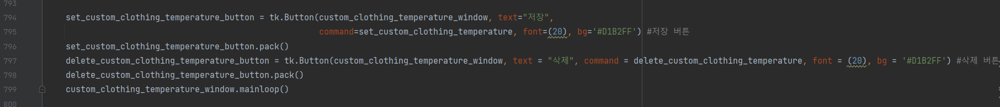 793
794 set_custom_clothing_temperature_button = tk.Button(custom_clothing_temperature_window, text="저장",
795 command=set_custom_clothing_temperature, font=(20), bg='#D1B2FF') #저장 버튼
796 set_custom_clothing_temperature_button.pack()
797 delete_custom_clothing_temperature_button = tk.Button(custom_clothing_temperature_window, text = "삭제", command = delete_custom_clothing_temperature, font = (20), bg = '#D1B2FF') #삭제 버튼
798 delete_custom_clothing_temperature_button.pack()
799 custom_clothing_temperature_window.mainloop()
800